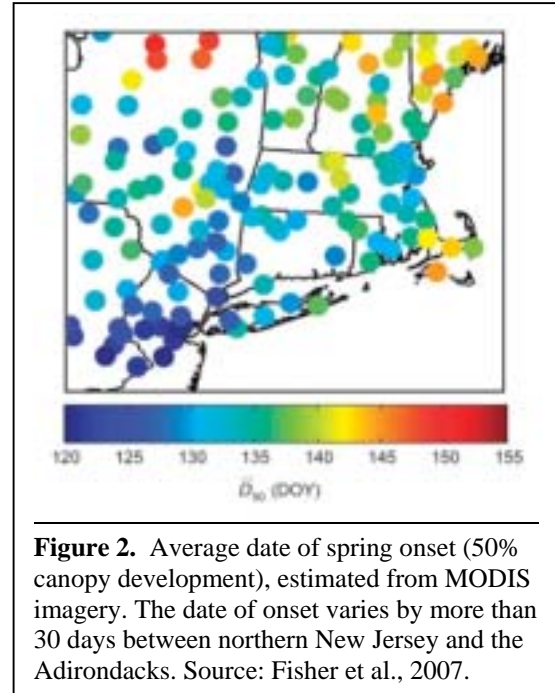 120 125 130 135 140 145 150 155
D̄₅₀ (DOY)
Figure 2. Average date of spring onset (50%
canopy development), estimated from MODIS
imagery. The date of onset varies by more than
30 days between northern New Jersey and the
Adirondacks. Source: Fisher et al., 2007.